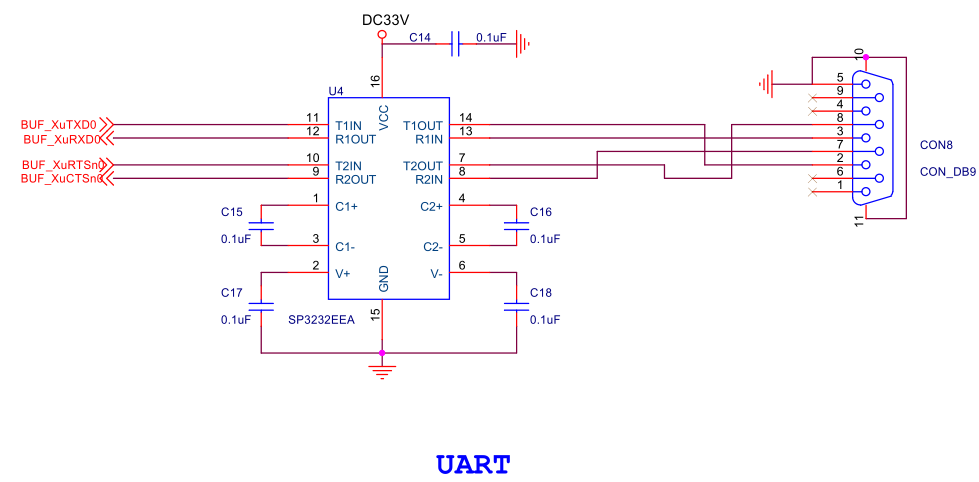 DC33V
C14
0.1uF
16
VCC
U4
BUF_XuTXD0
11
T1IN
T1OUT
14
BUF_XuRXD0
12
R1OUT
R1IN
13
BUF_XuRTSn0
10
T2IN
T2OUT
7
BUF_XuCTSn0
9
R2OUT
R2IN
8
1
C1+
C2+
4
C15
0.1uF
C16
0.1uF
3
C1-
C2-
5
2
V+
V-
6
GND
C17
0.1uF
C18
0.1uF
15
SP3232EEA
10
5
9
4
8
3
7
2
6
1
11
CON8
CON_DB9
UART